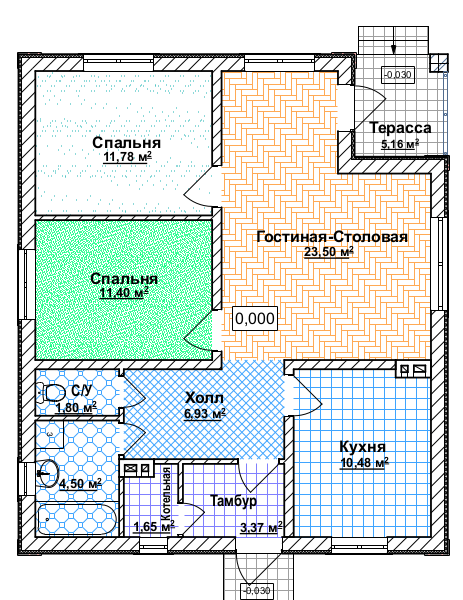 -0,030
Терасса
5,16 м²
Спальня
11,78 м²
Гостиная-Столовая
23,50 м²
Спальня
11,40 м²
0,000
С/У
1,80 м²
Холл
6,93 м²
Кухня
10,48 м²
4,50 м²
Котельная
1,65 м²
Тамбур
3,37 м²
-0,030